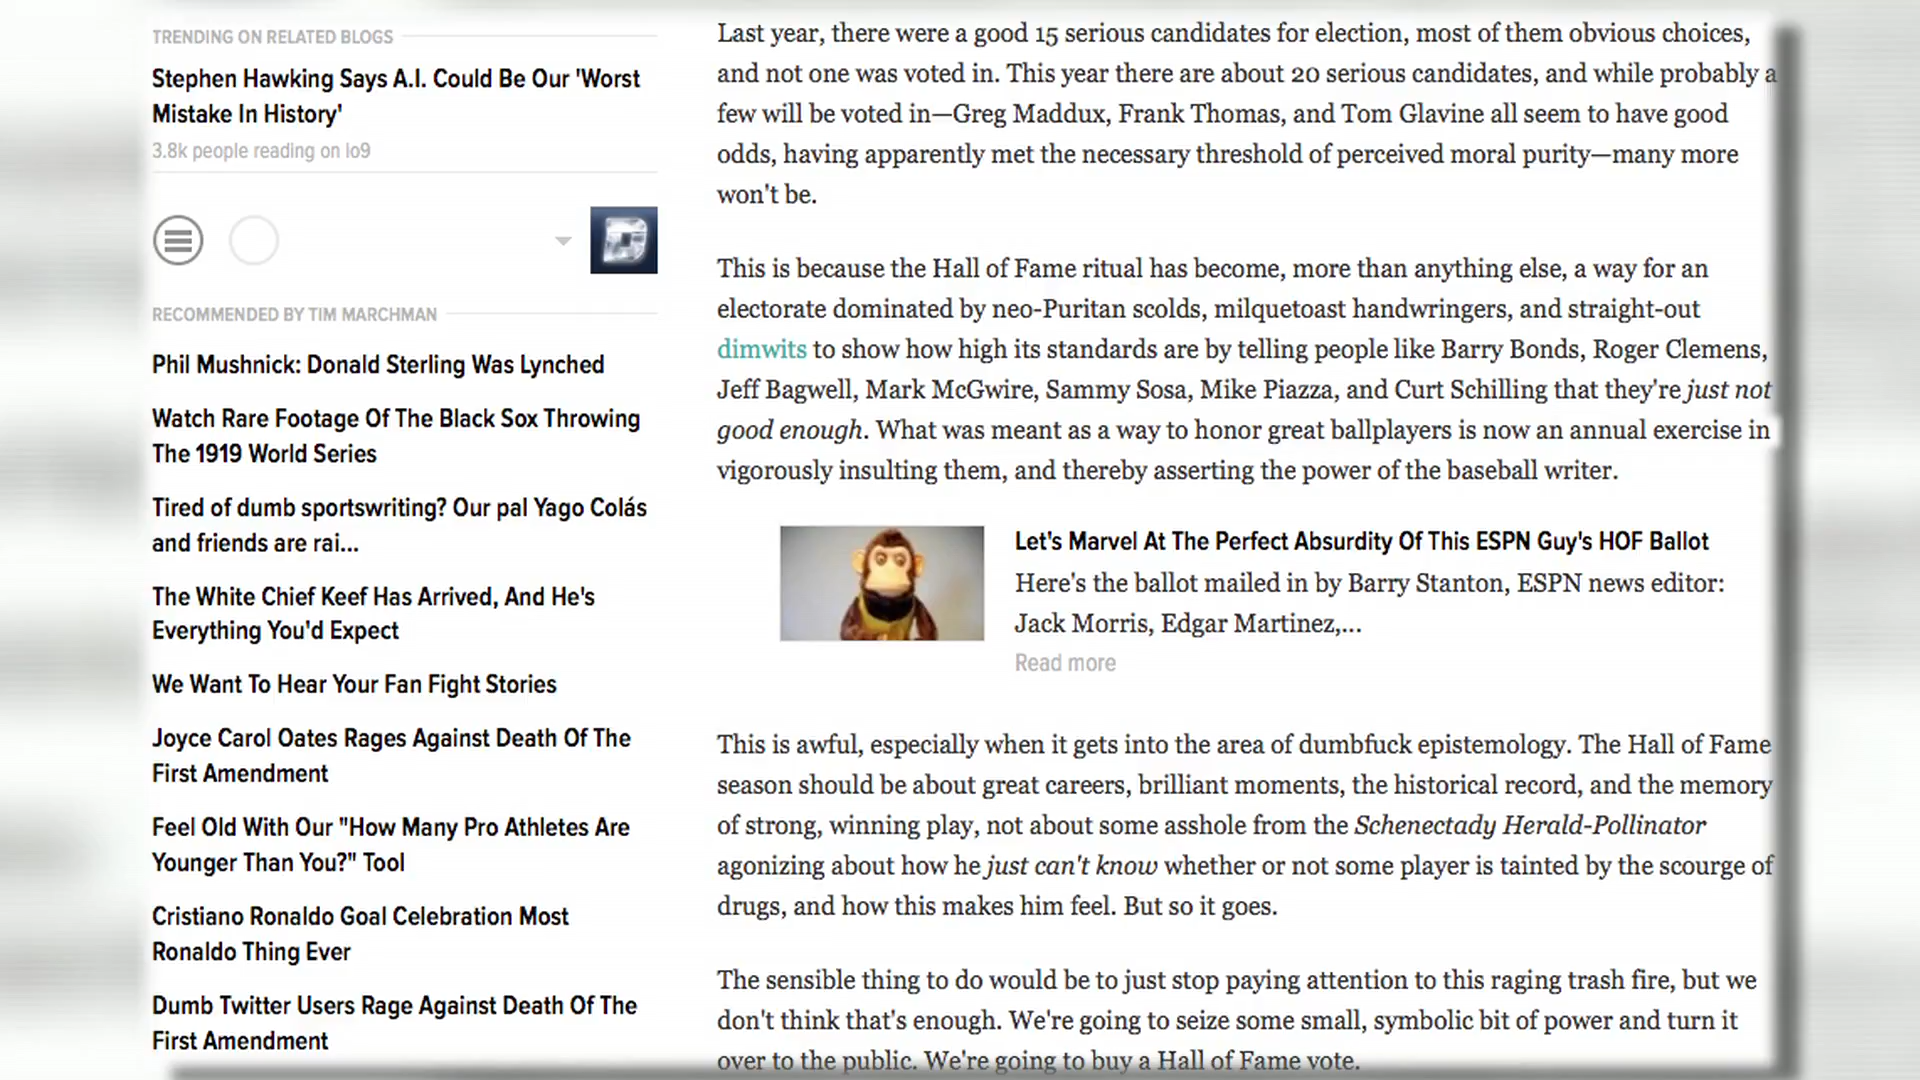 TRENDING ON RELATED BLOGS
Stephen Hawking Says A.I. Could Be Our 'Worst
Mistake In History'
3.8k people reading on Io9
RECOMMENDED BY TIM MARCHMAN
Phil Mushnick: Donald Sterling Was Lynched
Watch Rare Footage Of The Black Sox Throwing
The 1919 World Series
Tired of dumb sportswriting? Our pal Yago Colás
and friends are rai...
The White Chief Keef Has Arrived, And He's
Everything You'd Expect
We Want To Hear Your Fan Fight Stories
Joyce Carol Oates Rages Against Death Of The
First Amendment
Feel Old With Our "How Many Pro Athletes Are
Younger Than You?" Tool
Cristiano Ronaldo Goal Celebration Most
Ronaldo Thing Ever
Dumb Twitter Users Rage Against Death Of The
First Amendment
Last year, there were a good 15 serious candidates for election, most of them obvious choices,
and not one was voted in. This year there are about 20 serious candidates, and while probably a
few will be voted in—Greg Maddux, Frank Thomas, and Tom Glavine all seem to have good
odds, having apparently met the necessary threshold of perceived moral purity—many more
won't be.
This is because the Hall of Fame ritual has become, more than anything else, a way for an
electorate dominated by neo-Puritan scolds, milquetoast handwringers, and straight-out
dimwits to show how high its standards are by telling people like Barry Bonds, Roger Clemens,
Jeff Bagwell, Mark McGwire, Sammy Sosa, Mike Piazza, and Curt Schilling that they're just not
good enough. What was meant as a way to honor great ballplayers is now an annual exercise in
vigorously insulting them, and thereby asserting the power of the baseball writer.
Let's Marvel At The Perfect Absurdity Of This ESPN Guy's HOF Ballot
Here's the ballot mailed in by Barry Stanton, ESPN news editor:
Jack Morris, Edgar Martinez,...
Read more
This is awful, especially when it gets into the area of dumbfuck epistemology. The Hall of Fame
season should be about great careers, brilliant moments, the historical record, and the memory
of strong, winning play, not about some asshole from the Schenectady Herald-Pollinator
agonizing about how he just can't know whether or not some player is tainted by the scourge of
drugs, and how this makes him feel. But so it goes.
The sensible thing to do would be to just stop paying attention to this raging trash fire, but we
don't think that's enough. We're going to seize some small, symbolic bit of power and turn it
over to the public. We're going to buy a Hall of Fame vote.